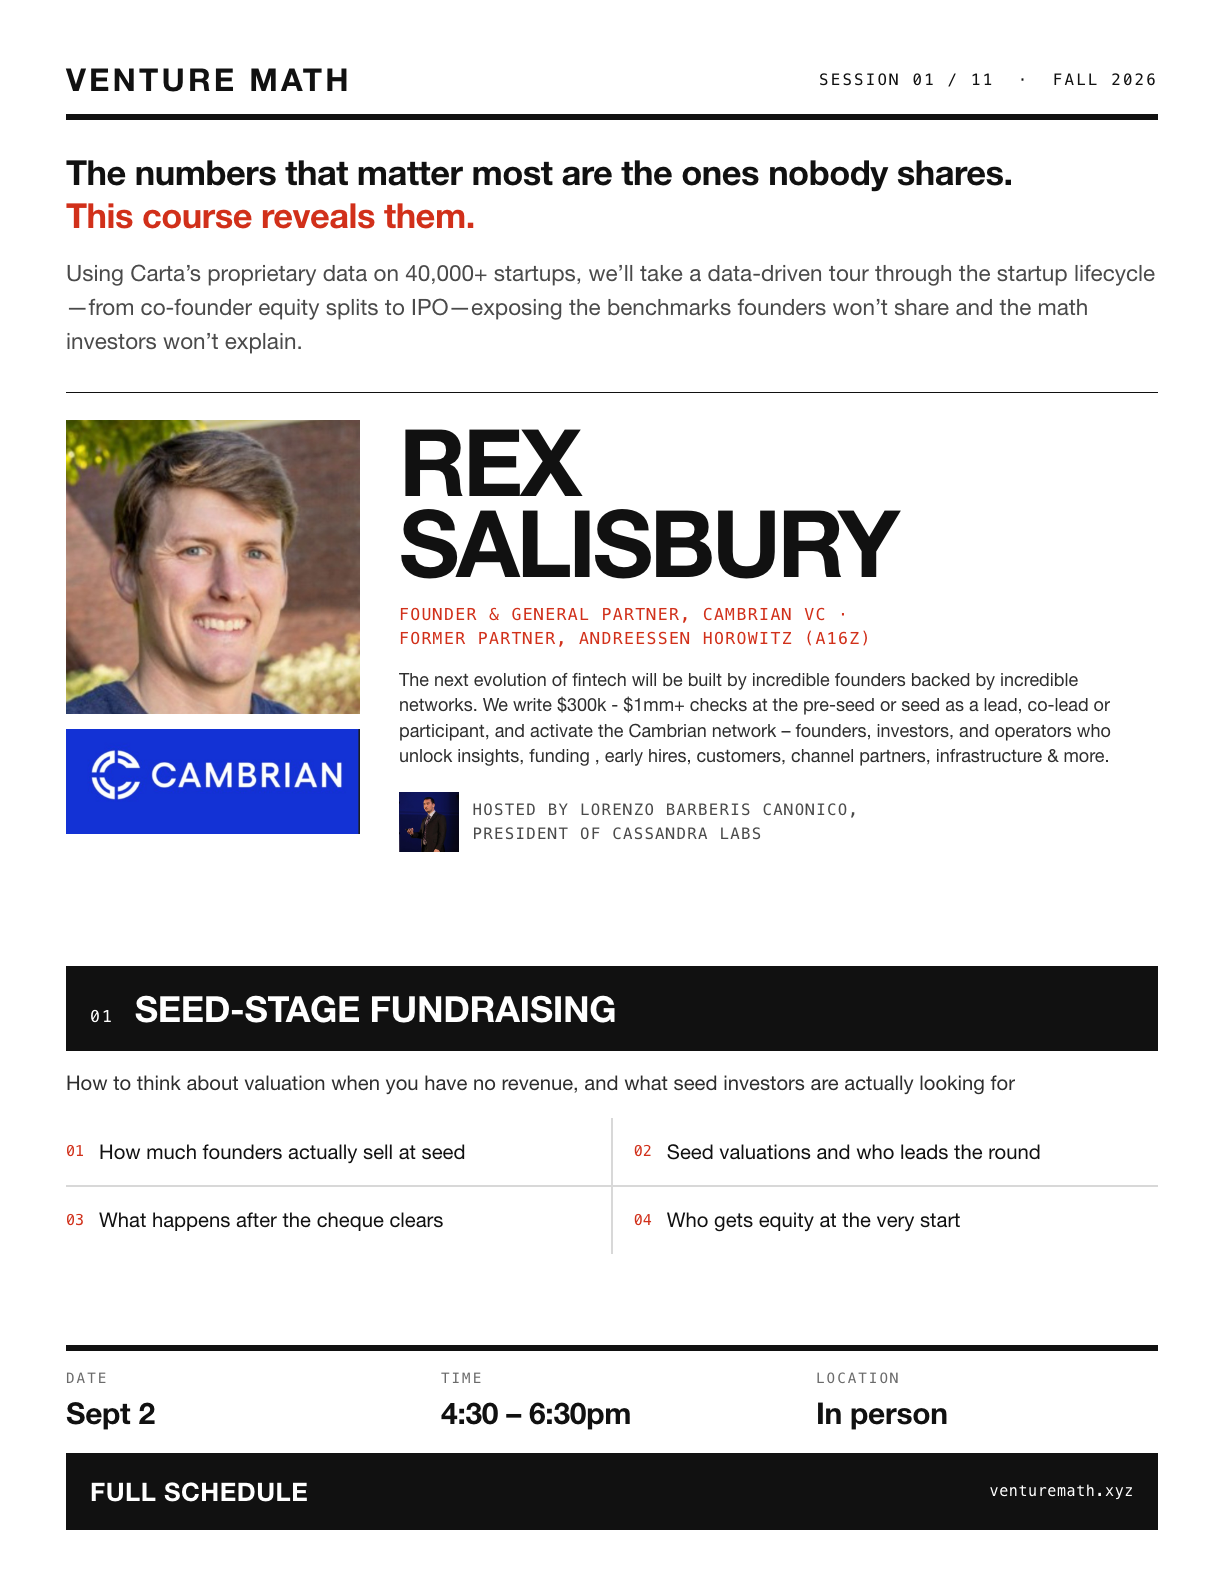 VENTURE MATH
SESSION 01 / 11 · FALL 2026
The numbers that matter most are the ones nobody shares.
This course reveals them.
Using Carta’s proprietary data on 40,000+ startups, we’ll take a data-driven tour through the startup lifecycle
—from co-founder equity splits to IPO—exposing the benchmarks founders won’t share and the math
investors won’t explain.
REX
SALISBURY
FOUNDER & GENERAL PARTNER, CAMBRIAN VC ·
FORMER PARTNER, ANDREESSEN HOROWITZ (A16Z)
The next evolution of fintech will be built by incredible founders backed by incredible
networks. We write $300k - $1mm+ checks at the pre-seed or seed as a lead, co-lead or
participant, and activate the Cambrian network – founders, investors, and operators who
unlock insights, funding , early hires, customers, channel partners, infrastructure & more.
CAMBRIAN
HOSTED BY LORENZO BARBERIS CANONICO,
PRESIDENT OF CASSANDRA LABS
01 SEED-STAGE FUNDRAISING
How to think about valuation when you have no revenue, and what seed investors are actually looking for
01 How much founders actually sell at seed
02 Seed valuations and who leads the round
03 What happens after the cheque clears
04 Who gets equity at the very start
DATE
Sept 2
TIME
4:30 – 6:30pm
LOCATION
In person
FULL SCHEDULE
venturemath.xyz